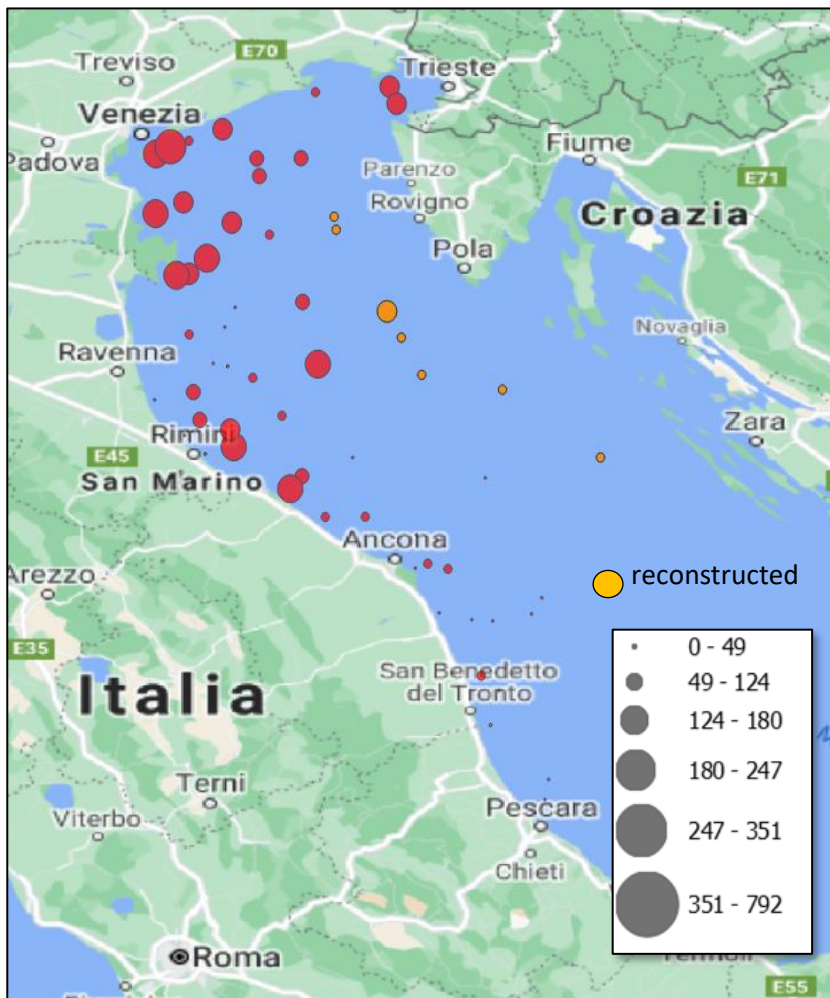 E70
Treviso
Trieste
Venezia
Fiume
Padova
Parenzo
E71
Rovigno
Croazia
Pola
Novaglia
Ravenna
Zara
Rimini
E45
San Marino
Ancona
Arezzo
reconstructed
E35
0 - 49
San Benedetto
del Tronto
49 - 124
Italia
124 - 180
180 - 247
Terni
Pescara
Viterbo
247 - 351
Chieti
351 - 792
Roma
E55